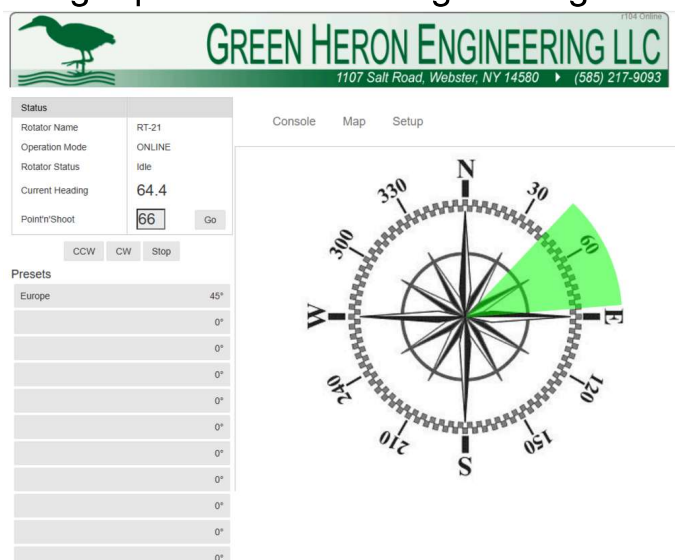 r104 Online
GREEN HERON ENGINEERING LLC
1107 Salt Road, Webster, NY 14580 (585) 217-9093
Status
Rotator Name RT-21
Operation Mode ONLINE
Rotator Status Idle
Current Heading 64.4
Point'n'Shoot 66 Go
CCW CW Stop
Presets
Europe 45°
0°
0°
0°
0°
0°
0°
0°
0°
0°
0°
Console Map Setup
N
30
60
E
120
150
S
210
240
W
300
330